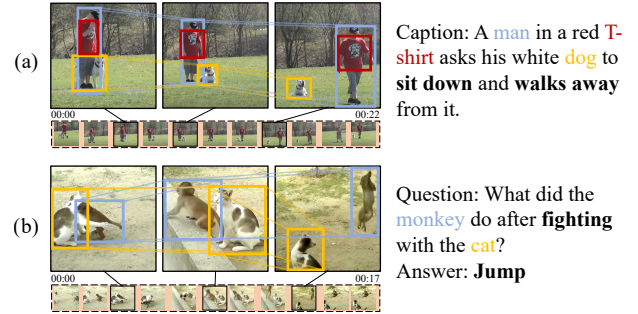 (a)
00:00
00:22
Caption: A man in a red T-
shirt asks his white dog to
sit down and walks away
from it.
(b)
00:00
00:17
Question: What did the
monkey do after fighting
with the cat?
Answer: Jump